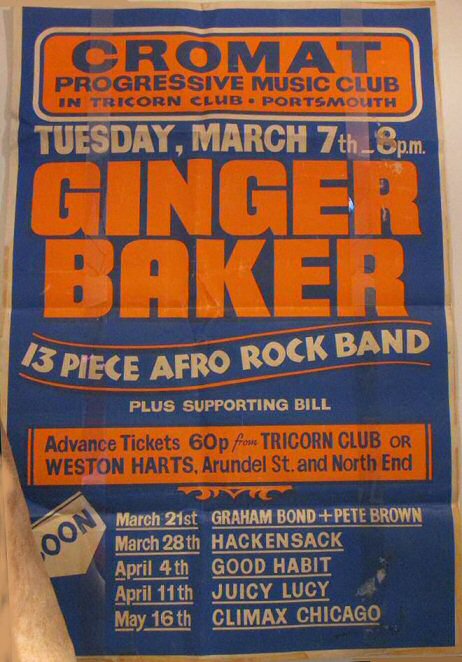 CROMAT
PROGRESSIVE MUSIC CLUB
IN TRICORN CLUB • PORTSMOUTH
TUESDAY, MARCH 7th - 8p.m.
GINGER
BAKER
13 PIECE AFRO ROCK BAND
PLUS SUPPORTING BILL
Advance Tickets 60p from TRICORN CLUB OR
WESTON HARTS, Arundel St. and North End
OON
March 21st GRAHAM BOND + PETE BROWN
March 28th HACKENSACK
April 4th GOOD HABIT
April 11th JUICY LUCY
May 16th CLIMAX CHICAGO